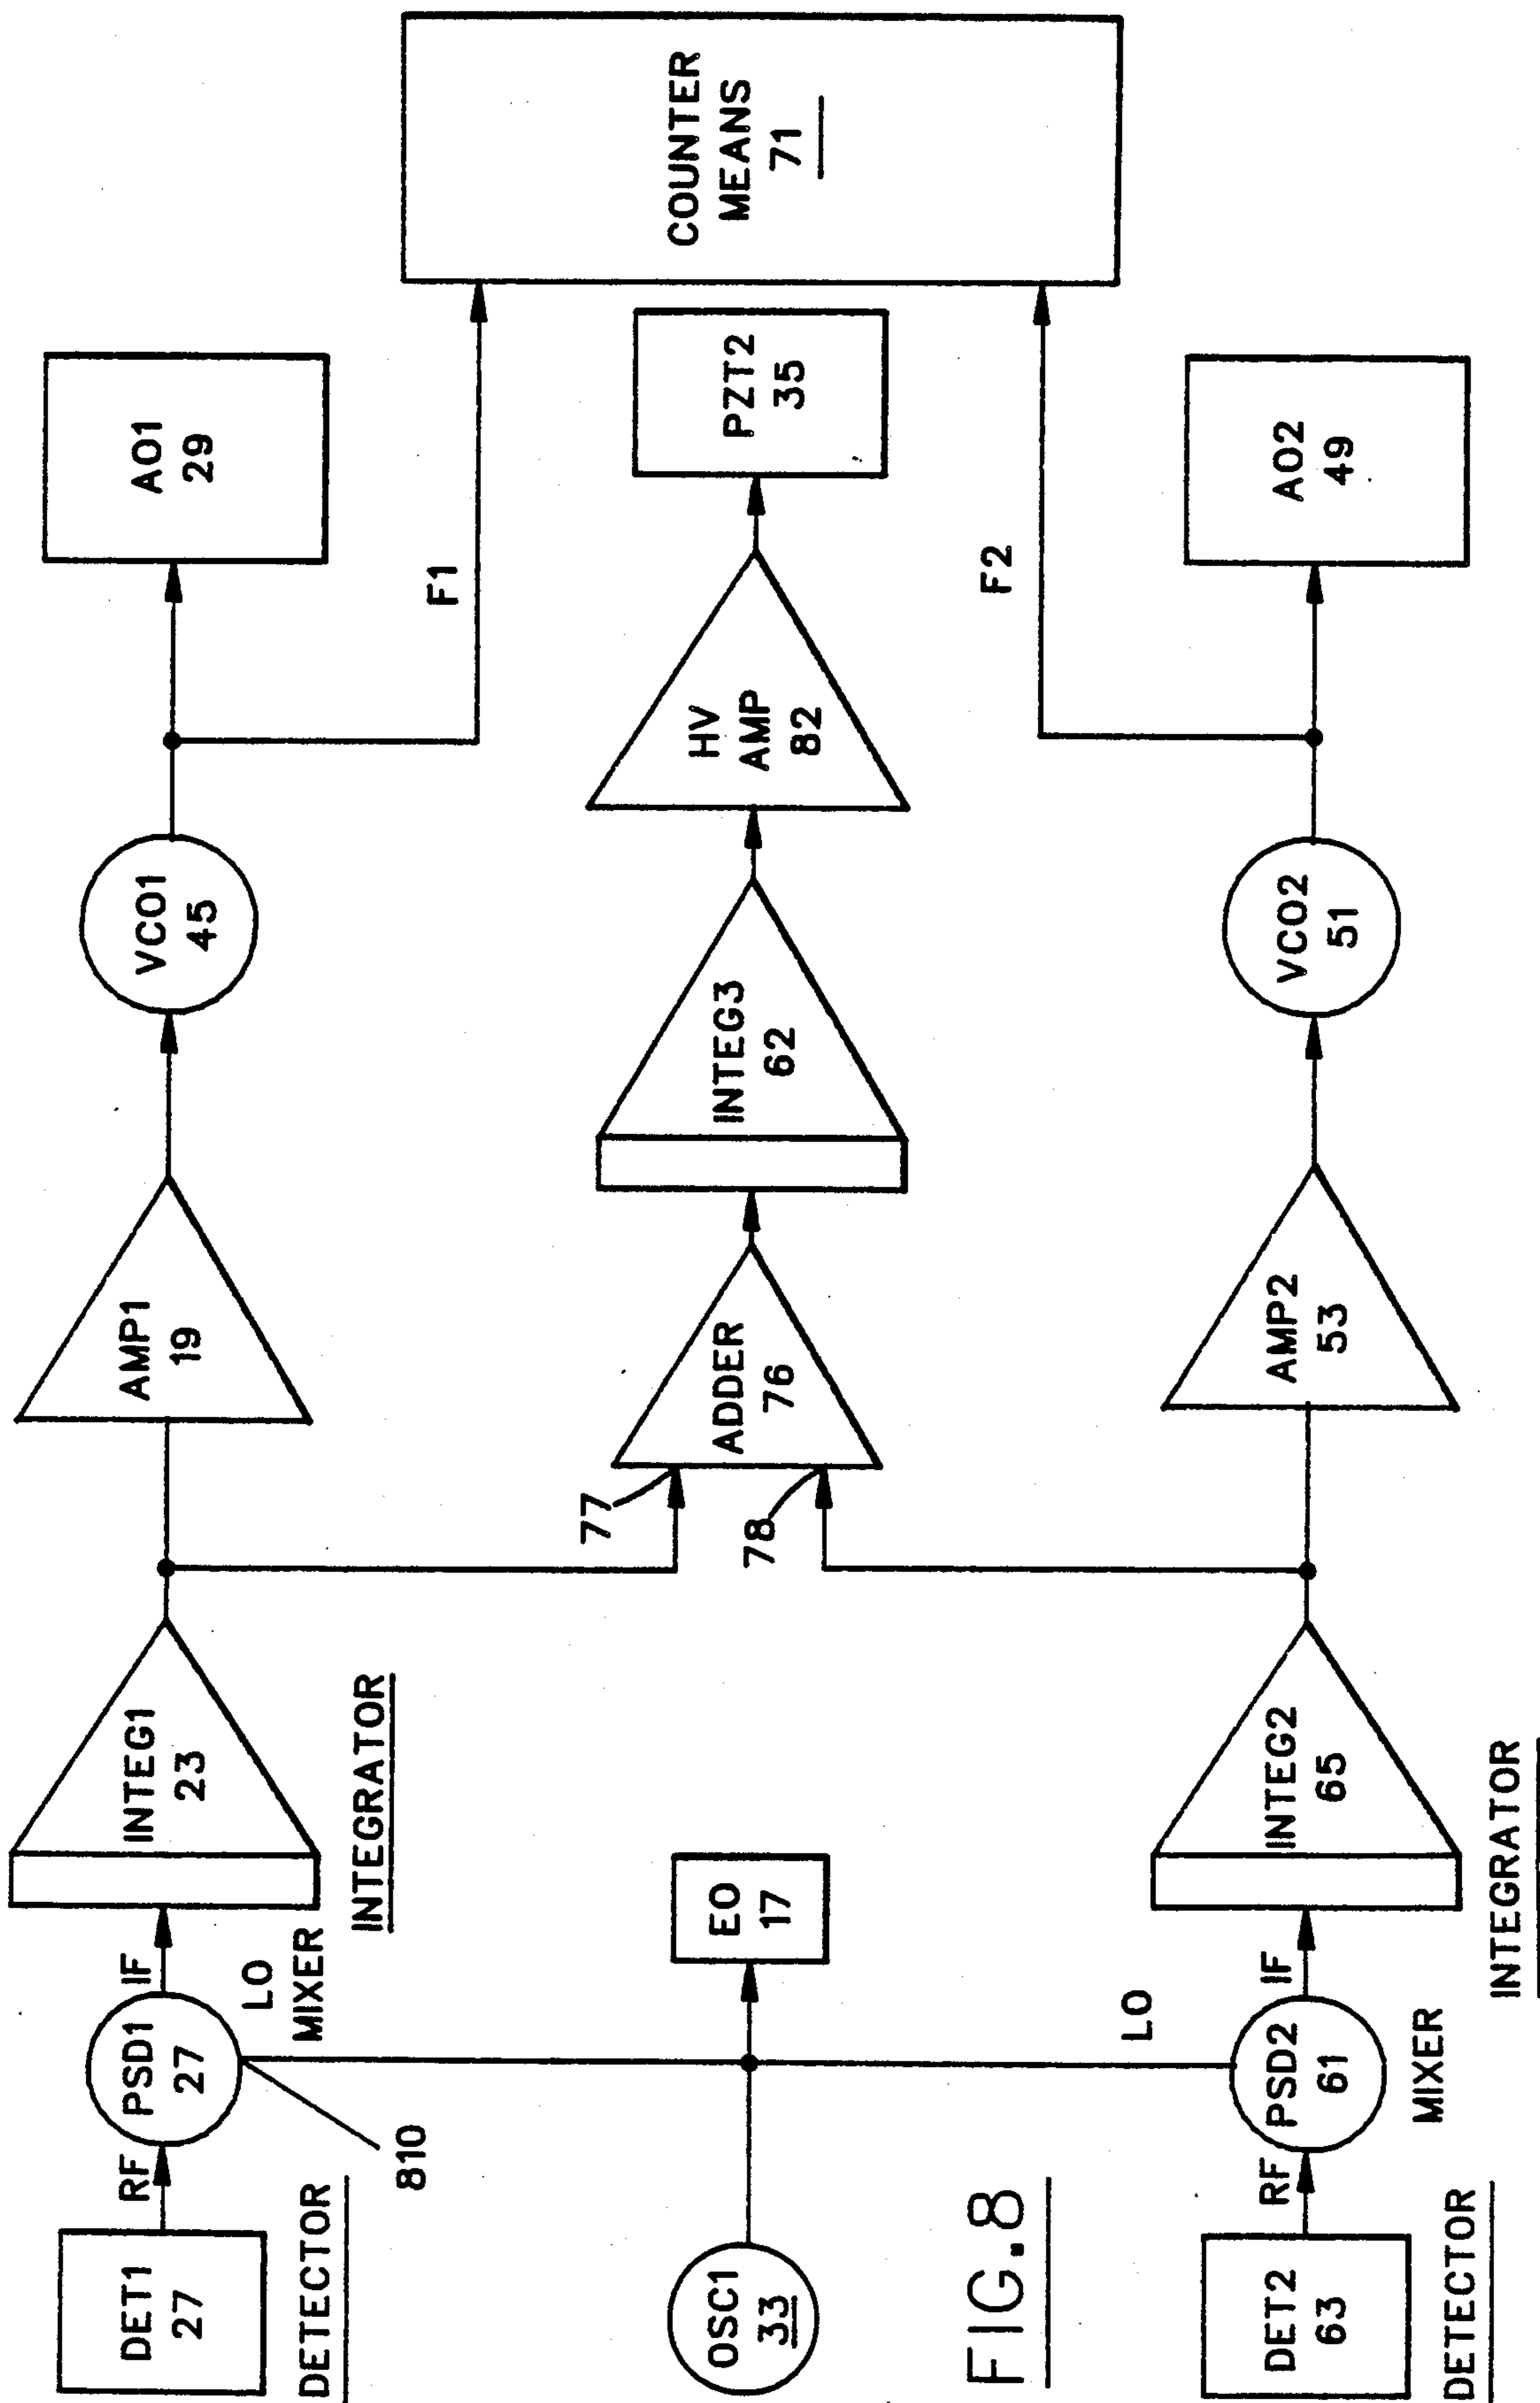 DET1
27
DETECTOR
RF
PSD1
27
810
IF
LO
MIXER
INTEG1
23
INTEGRATOR
AMP1
19
VCO1
45
AO1
29
F1
OSC1
33
EO
17
77
78
ADDER
76
INTEG3
62
HV
AMP
82
PZT2
35
COUNTER
MEANS
71
DET2
63
DETECTOR
RF
PSD2
61
LO
IF
MIXER
INTEG2
65
INTEGRATOR
AMP2
53
VCO2
51
F2
AO2
49
FIG.8